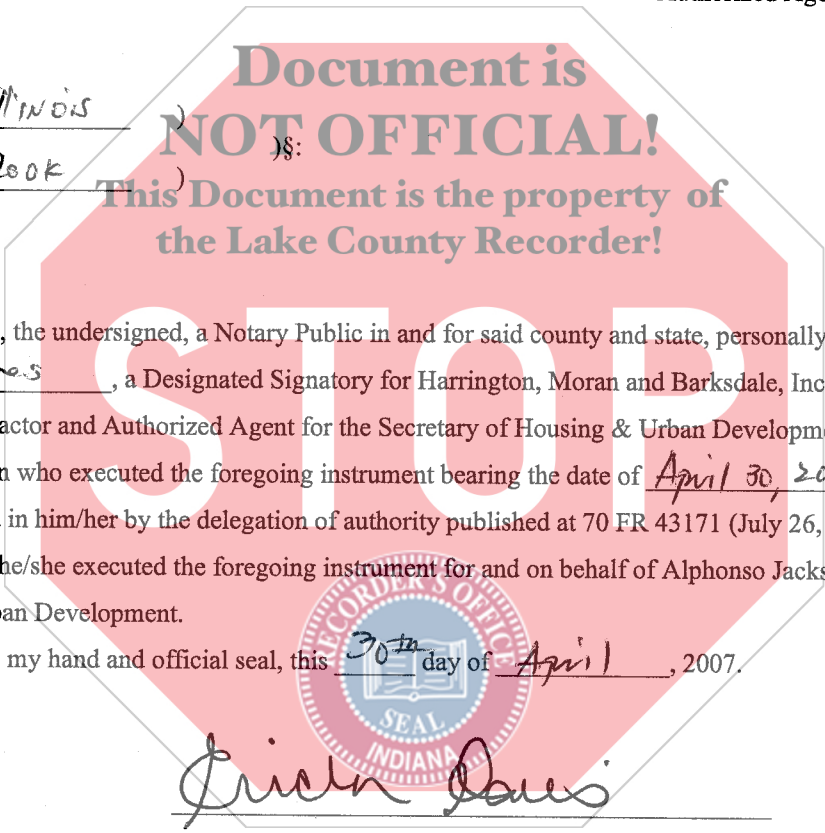 Document is
llinois )
NOT OFFICIAL!
)§:
Cook )
This Document is the property of
the Lake County Recorder!
STOP
, the undersigned, a Notary Public in and for said county and state, personally
, a Designated Signatory for Harrington, Moran and Barksdale, Inc
actor and Authorized Agent for the Secretary of Housing & Urban Developme
n who executed the foregoing instrument bearing the date of April 30, 20
in him/her by the delegation of authority published at 70 FR 43171 (July 26,
he/she executed the foregoing instrument for and on behalf of Alphonso Jacks
ban Development.
my hand and official seal, this 30th day of April, 2007.
RECORDER'S OFFICE
SEAL
INDIANA